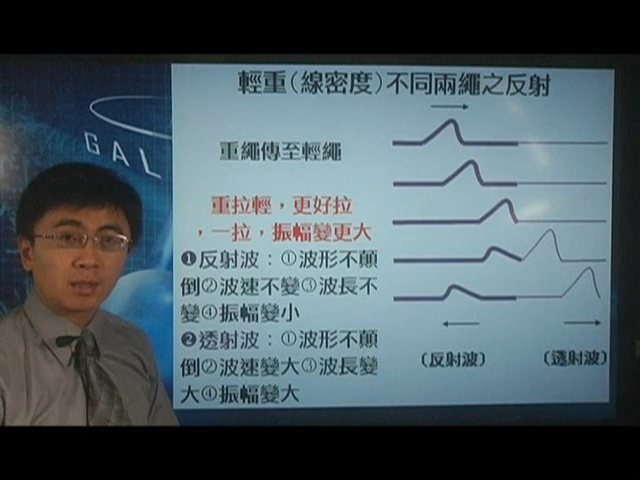 輕重(線密度)不同兩繩之反射
GAL
重繩傳至輕繩
重拉輕，更好拉
，一拉，振幅變更大
❶反射波：①波形不顛
倒②波速不變③波長不
變④振幅變小
❷透射波：①波形不顛
倒②波速變大③波長變
大④振幅變大
(反射波)
(透射波)